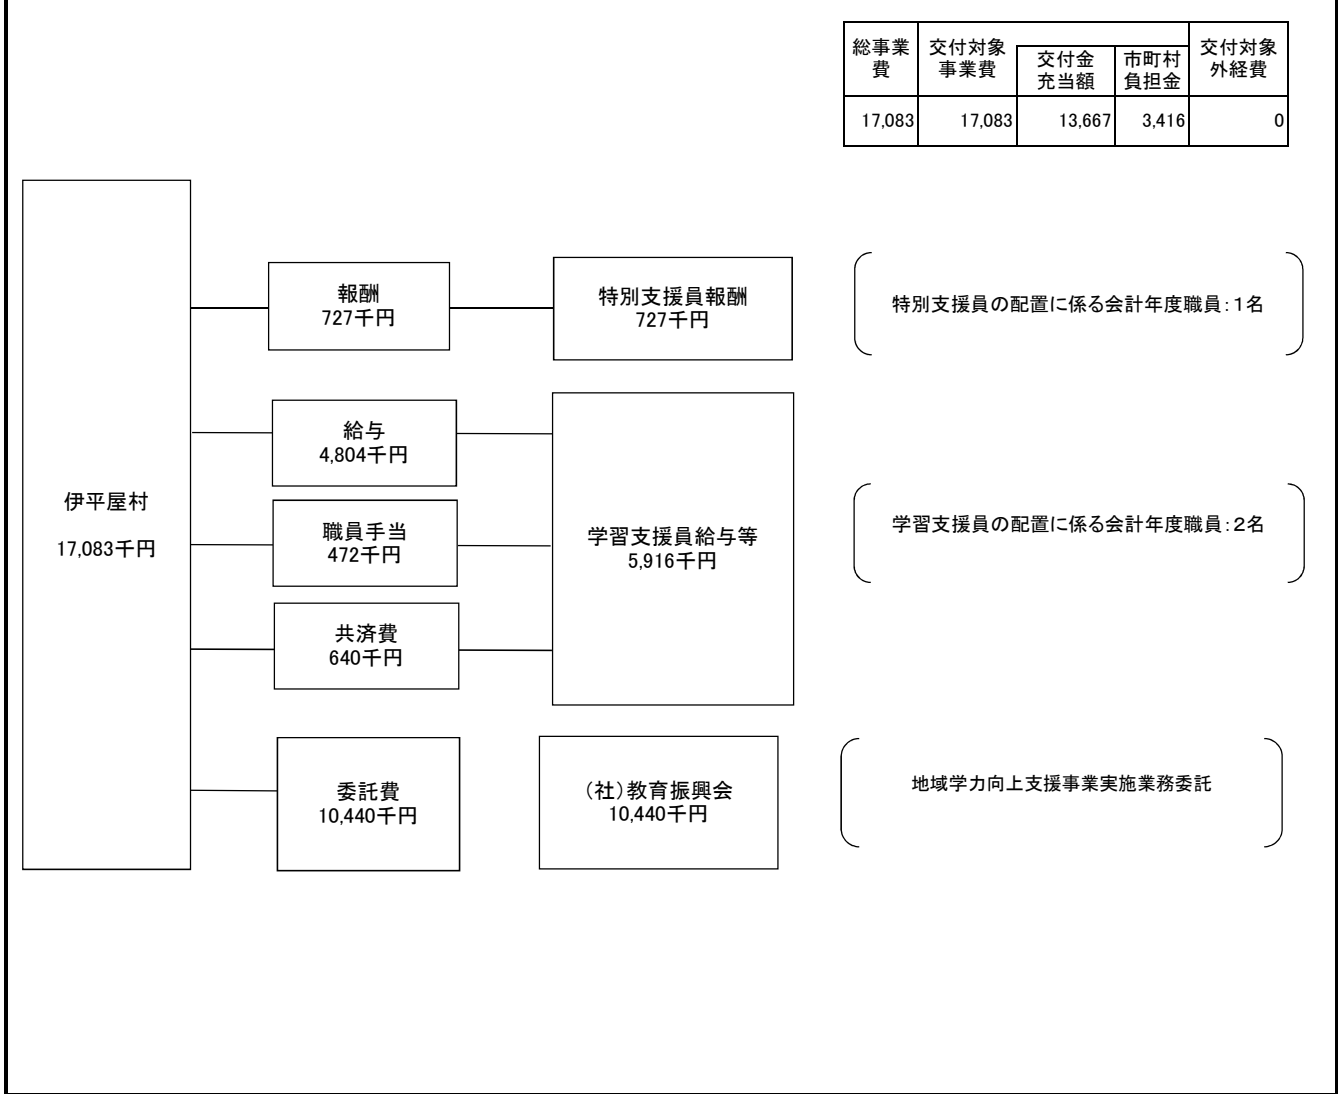 総事業
費
交付対象
事業費
交付金
充当額
市町村
負担金
交付対象
外経費
17,083
17,083
13,667
3,416
0
伊平屋村
17,083千円
報酬
727千円
特別支援員報酬
727千円
特別支援員の配置に係る会計年度職員：１名
給与
4,804千円
職員手当
472千円
共済費
640千円
学習支援員給与等
5,916千円
学習支援員の配置に係る会計年度職員：２名
委託費
10,440千円
（社）教育振興会
10,440千円
地域学力向上支援事業実施業務委託